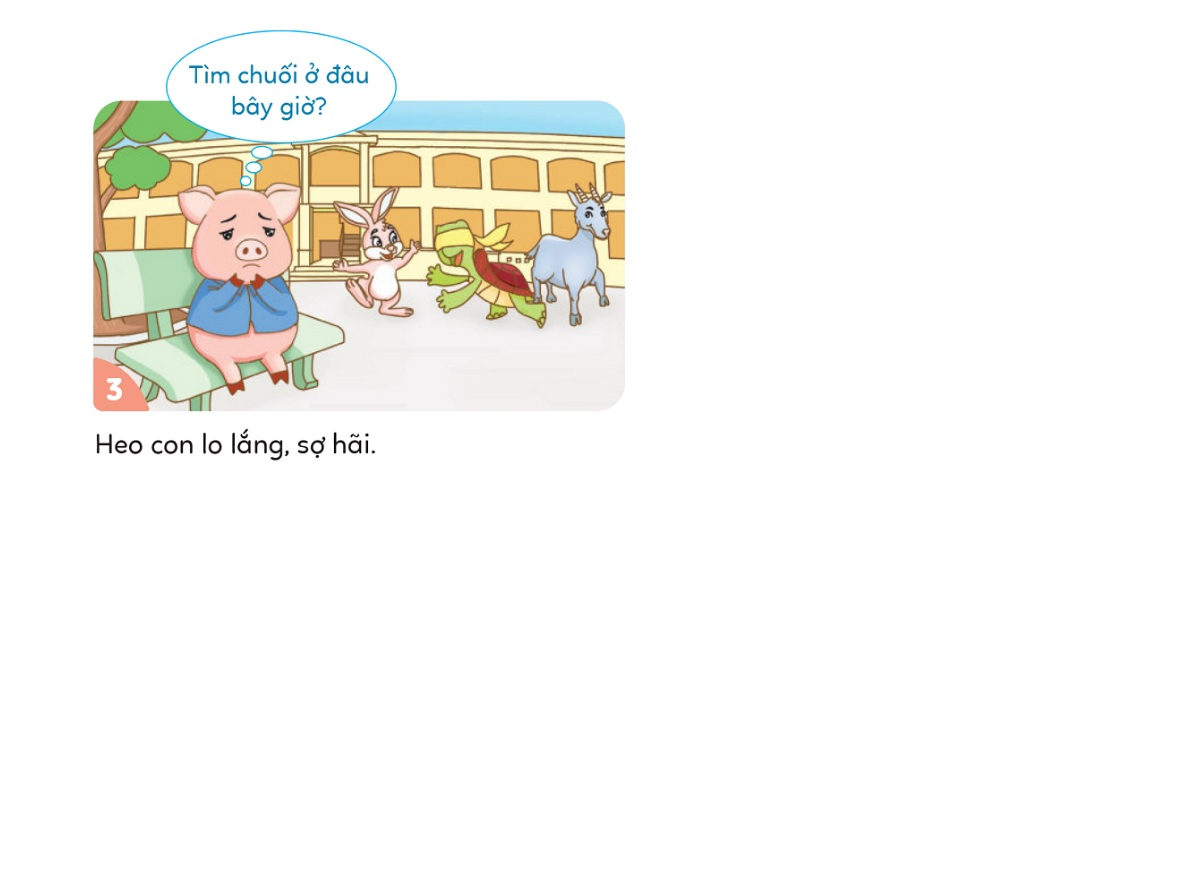 Tìm chuối ở đâu
bây giờ?
3
Heo con lo lắng, sợ hãi.